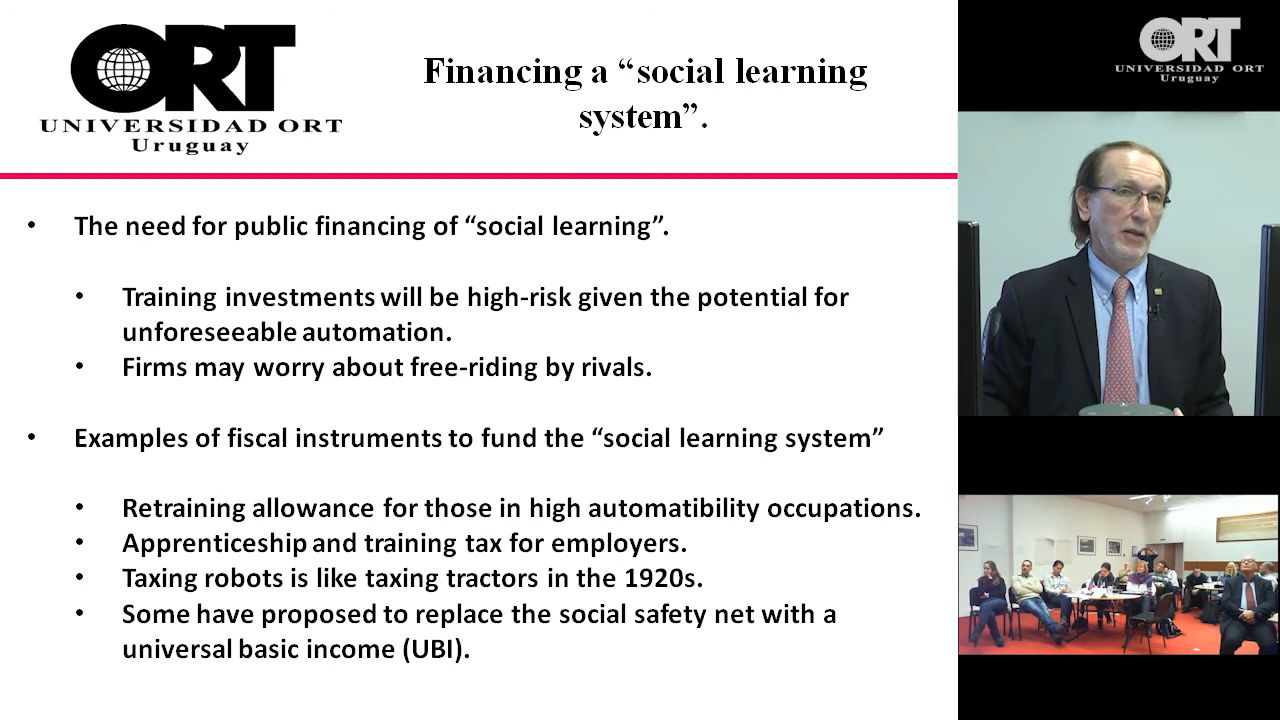 ORT
UNIVERSIDAD ORT
Uruguay
Financing a “social learning
system”.
• The need for public financing of “social learning”.
• Training investments will be high-risk given the potential for
unforeseeable automation.
• Firms may worry about free-riding by rivals.
• Examples of fiscal instruments to fund the “social learning system”
• Retraining allowance for those in high automatibility occupations.
• Apprenticeship and training tax for employers.
• Taxing robots is like taxing tractors in the 1920s.
• Some have proposed to replace the social safety net with a
universal basic income (UBI).
ORT
UNIVERSIDAD ORT
Uruguay